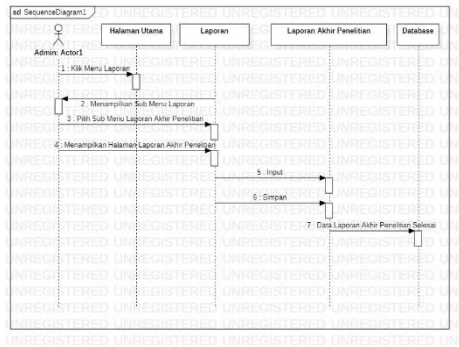 sd SequenceDiagram1
Halaman Utama
Laporan
Laporan Akhir Penelitian
Database
Admin: Actor1
1 : Klik Menu Laporan
2 : Menampilkan Sub Menu Laporan
3 : Pilih Sub Menu Laporan Akhir Penelitian
4 : Menampilkan Halaman Laporan Akhir Penelitian
5 : Input
6 : Simpan
7 : Data Laporan Akhir Penelitian Selesai
UNREGISTERED